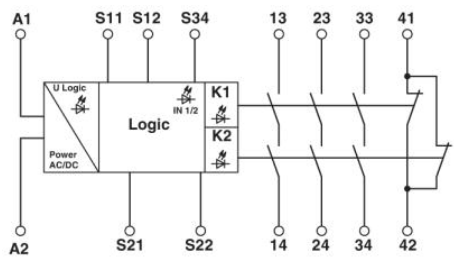 A1 S11 S12 S34 13 23 33 41
U Logic
IN 1/2
K1
Logic
K2
Power
AC/DC
A2 S21 S22 14 24 34 42